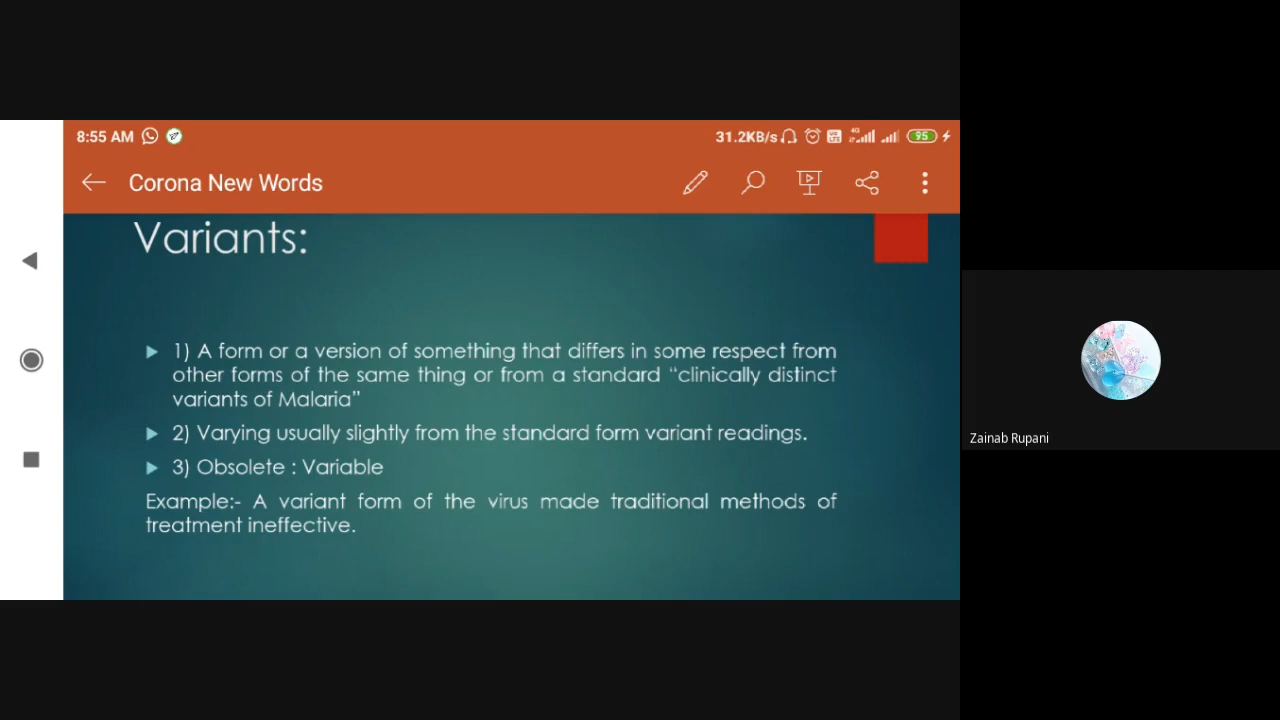 8:55 AM
31.2KB/s
4G
95
Corona New Words
Variants:
1) A form or a version of something that differs in some respect from
other forms of the same thing or from a standard “clinically distinct
variants of Malaria”
2) Varying usually slightly from the standard form variant readings.
3) Obsolete : Variable
Example:- A variant form of the virus made traditional methods of
treatment ineffective.
Zainab Rupani